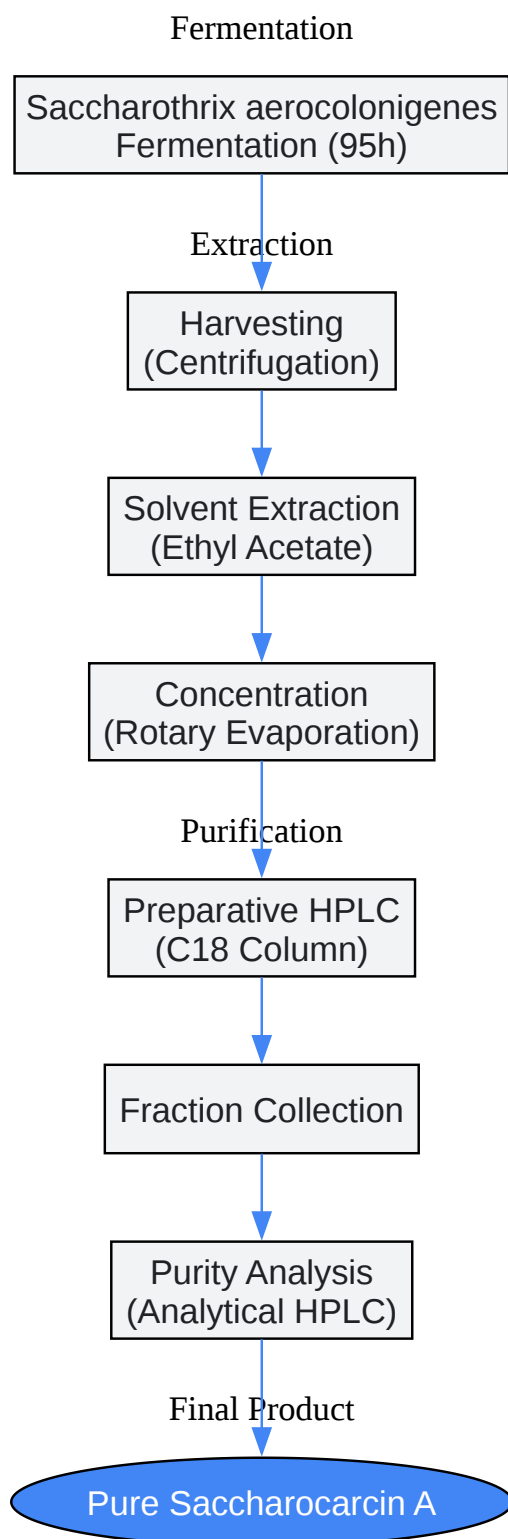 Fermentation
Saccharothrix aerocolonigenes
Fermentation (95h)
Extraction
Harvesting
(Centrifugation)
Solvent Extraction
(Ethyl Acetate)
Concentration
(Rotary Evaporation)
Purification
Preparative HPLC
(C18 Column)
Fraction Collection
Purity Analysis
(Analytical HPLC)
Final Product
Pure Saccharocarcin A